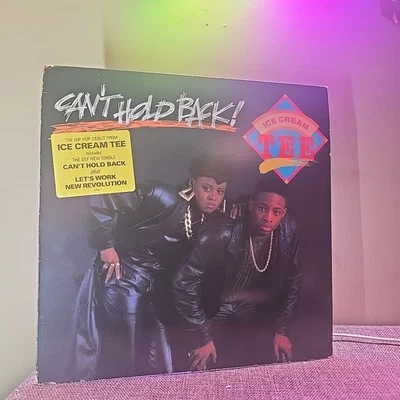 CAN'T HOLD BACK!
ICE CREAM
TEE
THE HIP HOP DEBUT FROM
ICE CREAM TEE
Includes
THE DEF NEW SINGLE
CAN'T HOLD BACK
plus
LET'S WORK
NEW REVOLUTION